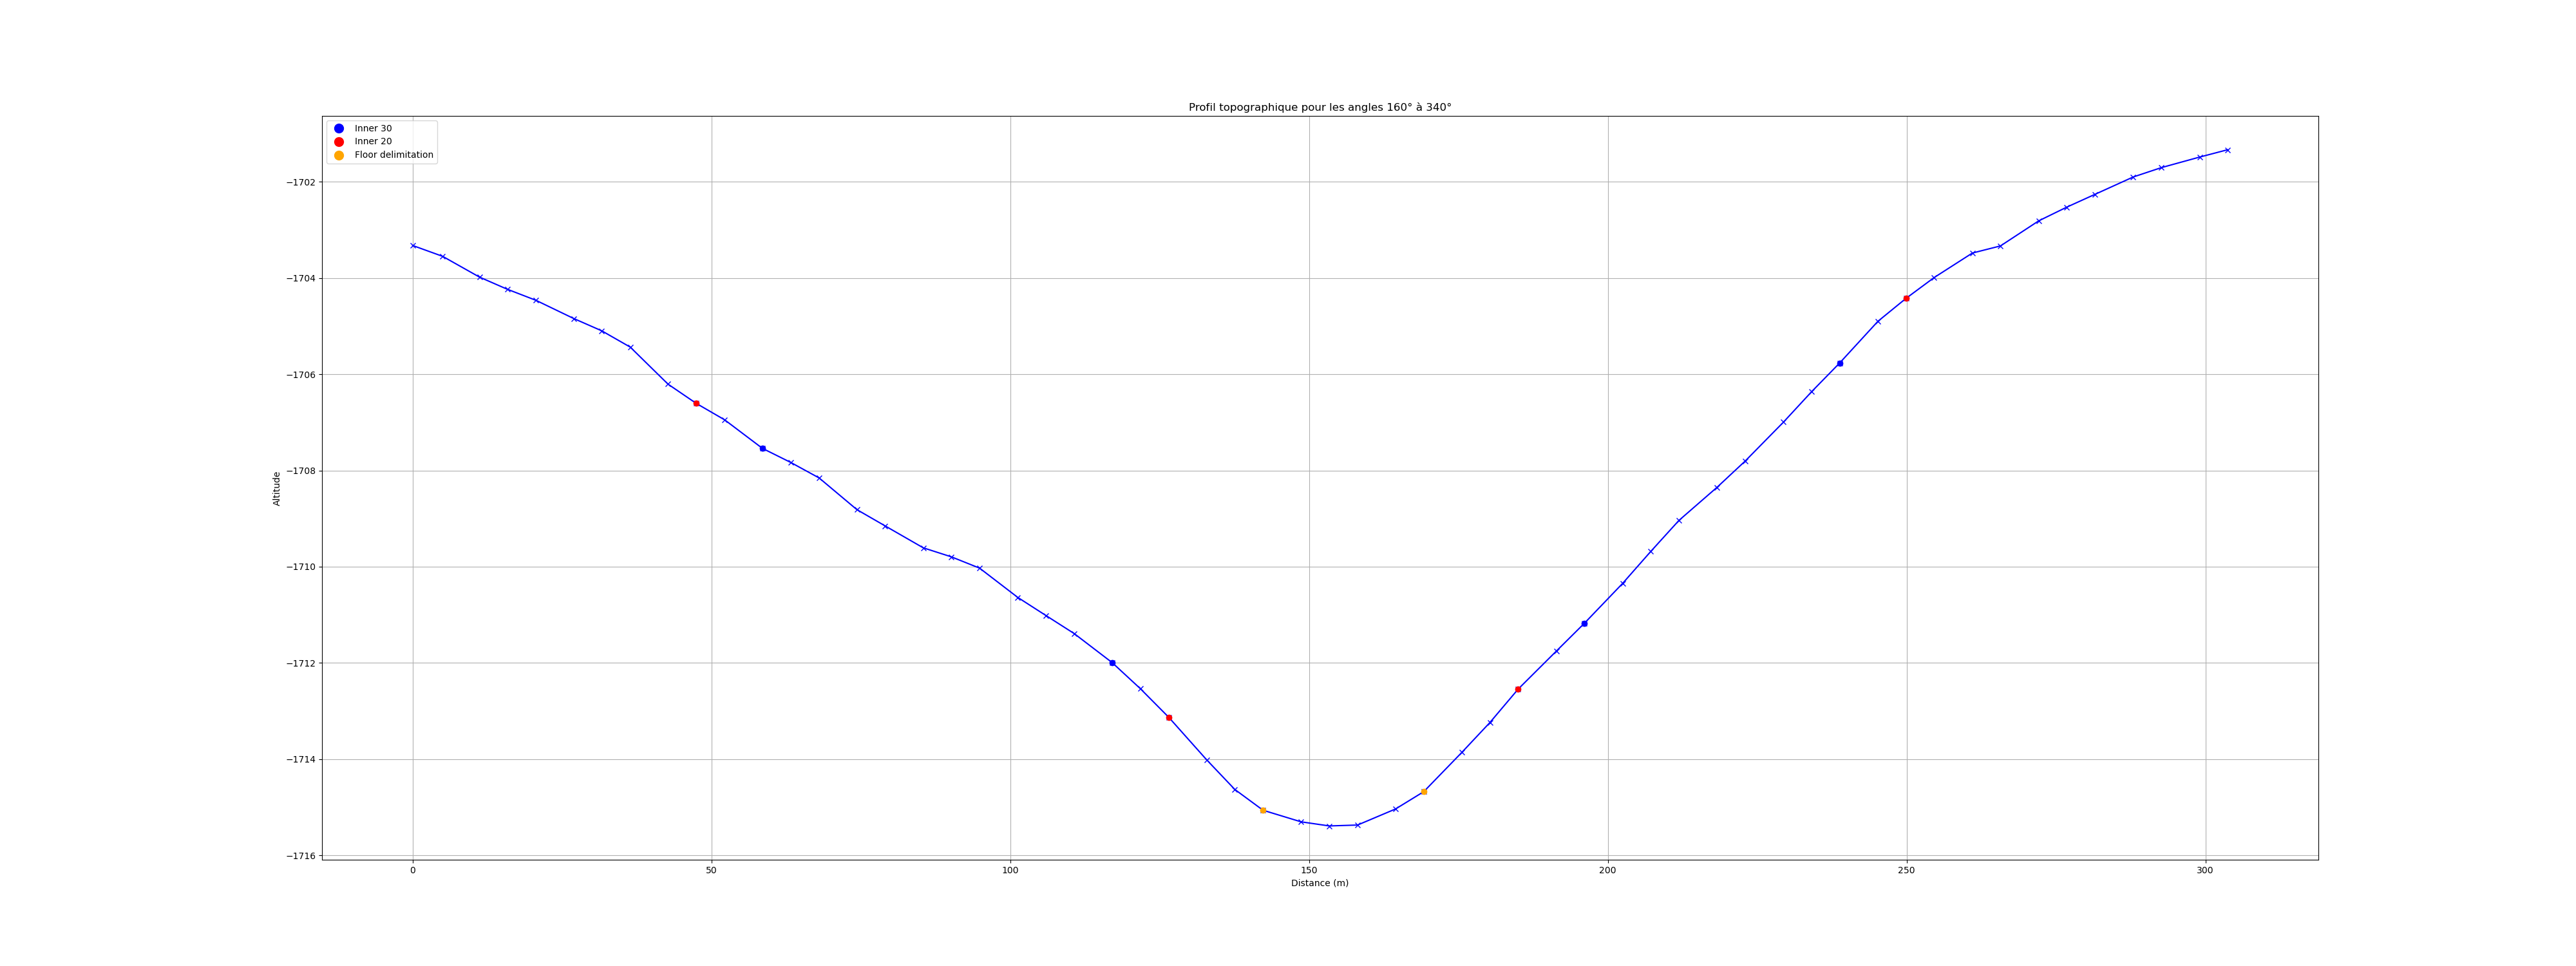 Profil topographique pour les angles 160° à 340°
Inner 30
Inner 20
Floor delimitation
−1702
−1704
−1706
−1708
−1710
−1712
−1714
−1716
Altitude
0 50 100 150 200 250 300
Distance (m)